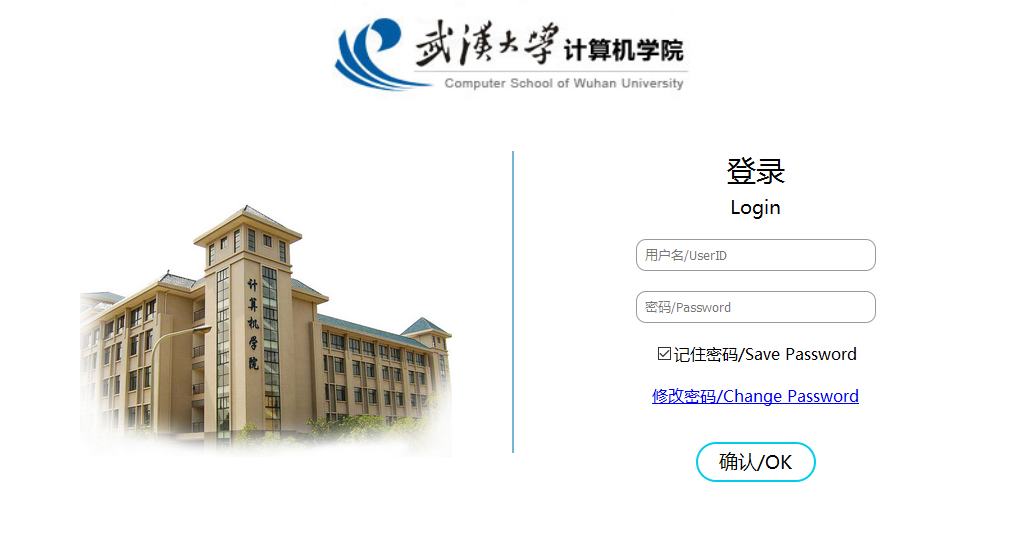 武漢大学 计算机学院
Computer School of Wuhan University
计算机学院
登录
Login
用户名/UserID
密码/Password
记住密码/Save Password
修改密码/Change Password
确认/OK